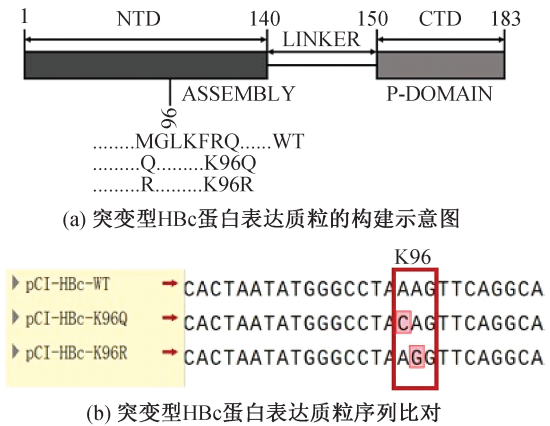 1 NTD 140 150 CTD 183
LINKER
ASSEMBLY P-DOMAIN
96
.........MGLKFRQ......WT
.........Q.........K96Q
.........R.........K96R
(a) 突变型HBc蛋白表达质粒的构建示意图
K96
pCI-HBc-WT CACTAATATGGGCCTAAAGTTCAGGCA
pCI-HBc-K96Q CACTAATATGGGCCTACAGTTCAGGCA
pCI-HBc-K96R CACTAATATGGGCCTAAGGTTCAGGCA
(b) 突变型HBc蛋白表达质粒序列比对